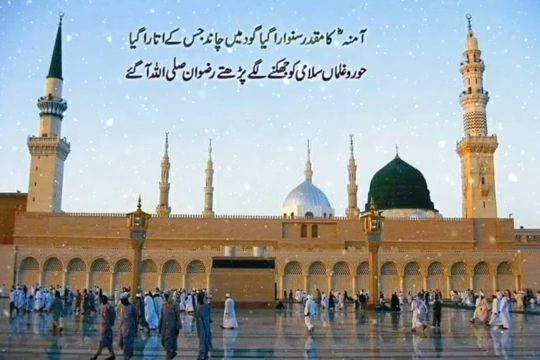 آمنہؓ کا مقدر سنوارا گیا گود میں چاند جس کے اتارا گیا
حور و غلماں سلامی کو جھکنے لگے پڑھتے رضوان صلی اللہ آ گئے